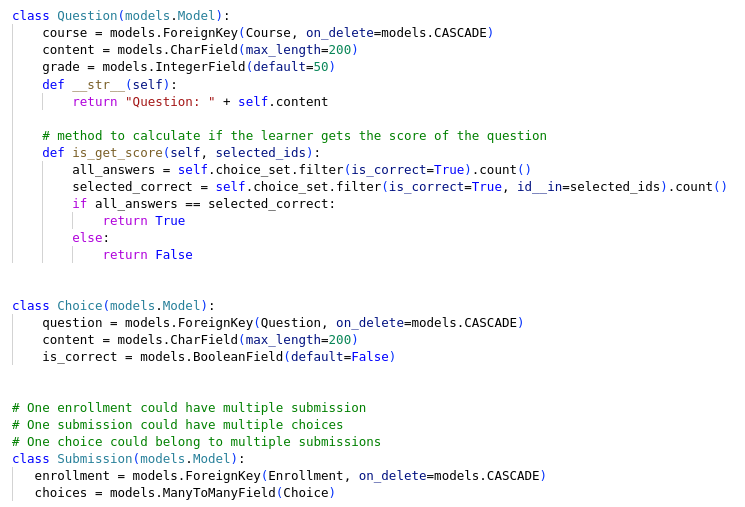 class Question(models.Model):
    course = models.ForeignKey(Course, on_delete=models.CASCADE)
    content = models.CharField(max_length=200)
    grade = models.IntegerField(default=50)
    def __str__(self):
        return "Question: " + self.content

    # method to calculate if the learner gets the score of the question
    def is_get_score(self, selected_ids):
        all_answers = self.choice_set.filter(is_correct=True).count()
        selected_correct = self.choice_set.filter(is_correct=True, id__in=selected_ids).count()
        if all_answers == selected_correct:
            return True
        else:
            return False


class Choice(models.Model):
    question = models.ForeignKey(Question, on_delete=models.CASCADE)
    content = models.CharField(max_length=200)
    is_correct = models.BooleanField(default=False)


# One enrollment could have multiple submission
# One submission could have multiple choices
# One choice could belong to multiple submissions
class Submission(models.Model):
   enrollment = models.ForeignKey(Enrollment, on_delete=models.CASCADE)
   choices = models.ManyToManyField(Choice)